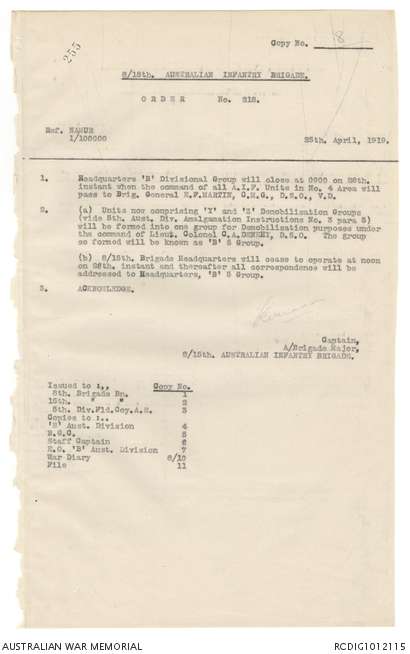 255
Copy No. 8
8/15th. AUSTRALIAN INFANTRY BRIGADE.
ORDER No. 218.
Ref. NAMUR
1/100000
25th April, 1919.
1. Headquarters 'B' Divisional Group will close at 0900 on 26th.
instant when the command of all A.I.F. Units in No. 4 Area will
pass to Brig. General E.F.MARTIN, C.M.G., D.S.O., V.D.
2. (a) Units now comprising 'Y' and 'Z' Demobilisation Groups
(vide 5th. Aust. Div. Amalgamation Instructions No. 3 para 5)
will be formed into one group for Demobilisation purposes under
the command of Lieut. Colonel C.A.DENEHY, D.S.O. The group
so formed will be known as 'B' 5 Group.
(b) 8/15th. Brigade Headquarters will cease to operate at noon
on 28th. instant and thereafter all correspondence will be
addressed to Headquarters, 'B' 5 Group.
3. ACKNOWLEDGE.
Captain,
A/Brigade Major,
8/15th. AUSTRALIAN INFANTRY BRIGADE.
Issued to :,, Copy No.
8th. Brigade Bn. 1
15th. " " 2
5th. Div.Fld.Coy.A.E. 3
Copies to :..
Aust. Division 4
B.G.C. 5
Staff Captain 6
'B' Aust. Division 7
War Diary
File 11
AUSTRALIAN WAR MEMORIAL
RCDIG1012115